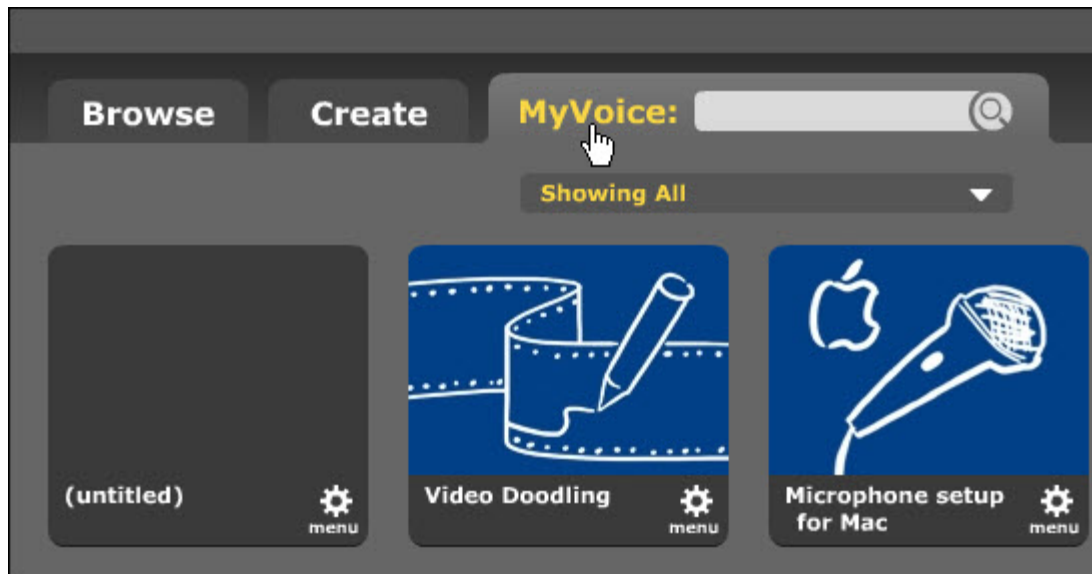 Browse
Create
MyVoice:
Showing All
(untitled)
menu
Video Doodling
menu
Microphone setup
for Mac
menu